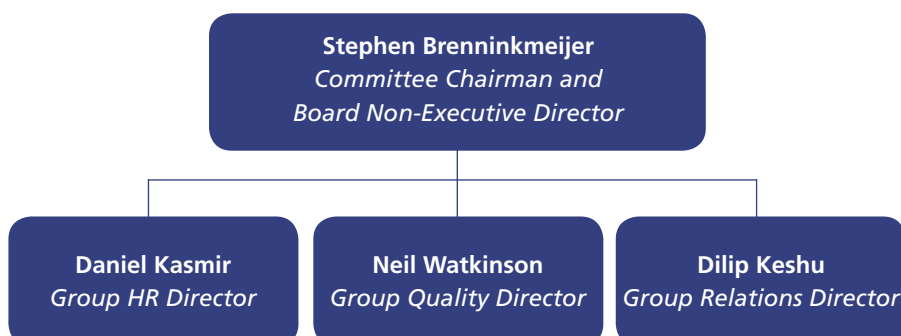 Stephen Brenninkmeijer
Committee Chairman and
Board Non-Executive Director
Daniel Kasmir
Group HR Director
Neil Watkinson
Group Quality Director
Dilip Keshu
Group Relations Director